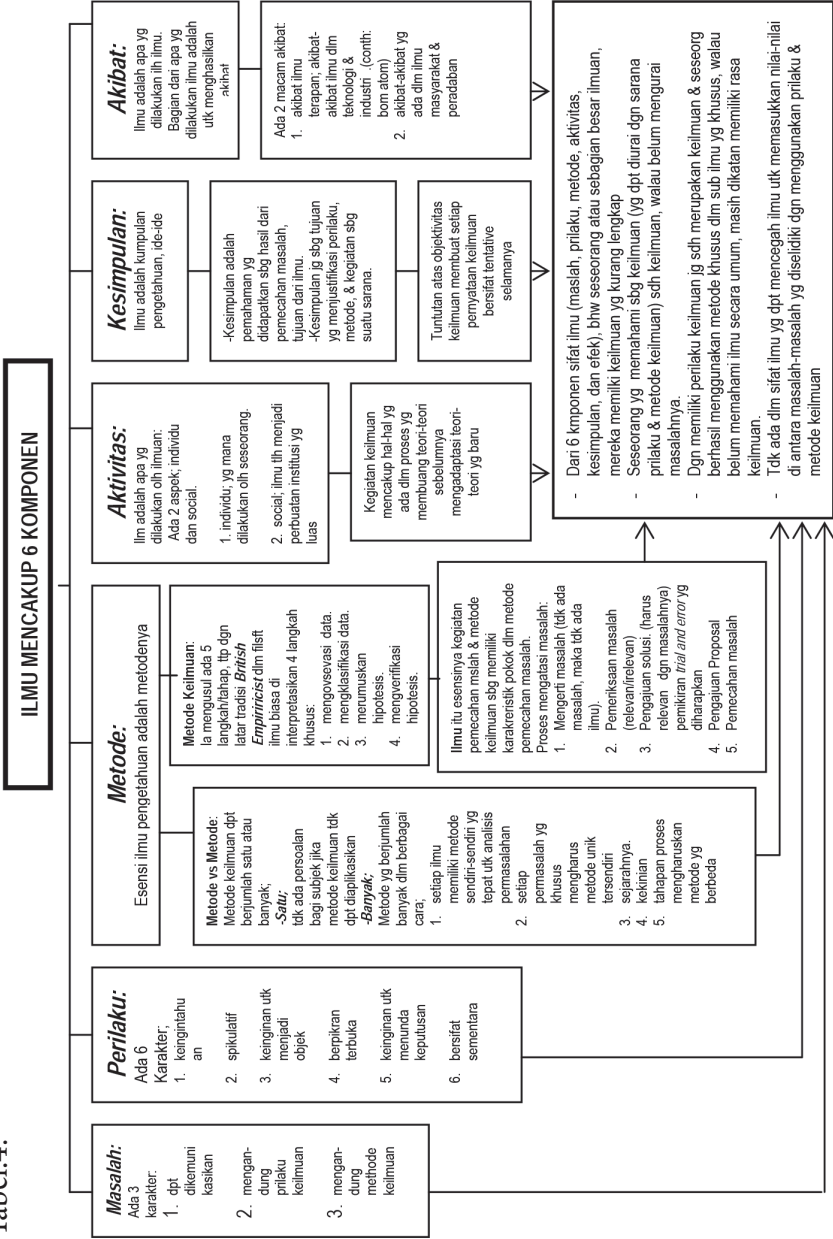 Tabel.4.
ILMU MENCAKUP 6 KOMPONEN
Masalah:
Ada 3
karakter:
1. dpt
dikemuni
kasikan
2. mengan-
dung
prilaku
keilmuan
3. mengan-
dung
methode
keilmuan
Perilaku:
Ada 6
Karakter;
1. keingintahu
an
2. spikulatif
3. keinginan utk
menjadi
objek
4. berpikran
terbuka
5. keinginan utk
menunda
keputusan
6. bersifat
sementara
Metode:
Esensi ilmu pengetahuan adalah metodenya
Metode vs Metode:
Metode keilmuan dpt
berjumlah satu atau
banyak;
-Satu;
tdk ada persoalan
bagi subjek jika
metode keilmuan tdk
dpt diaplikasikan
-Banyak;
Metode yg berjumlah
banyak dlm berbagai
cara;
1. setiap ilmu
memiliki metode
sendiri-sendiri yg
tepat utk analisis
permasalahan
2. setiap
permasalah yg
khusus
mengharus
metode unik
tersendiri
3. sejarahnya.
4. kekinian
5. tahapan proses
mengharuskan
metode yg
berbeda
Metode Keilmuan:
Ia mengusul ada 5
langkah/tahap, ttp dgn
latar tradisi British
Empiriricist dlm filsft
ilmu biasa di
interpretasikan 4 langkah
khusus:
1. mengovsevasi data.
2. mengklasifikasi data.
3. merumuskan
hipotesis.
4. mengverifikasi
hipotesis.
Ilmu itu esensinya kegiatan
pemecahan mslah & metode
keilmuan sbg memiliki
karakreristik pokok dlm metode
pemecahan masalah.
Proses mengatasi masalah:
1. Mengerti masalah (tdk ada
masalah, maka tdk ada
ilmu).
2. Pemeriksaan masalah
(relevan/irelevan)
3. Pengajuan solusi. (harus
relevan dgn masalahnya)
pemikiran trial and error yg
diharapkan
4. Pengajuan Proposal
5. Pemecahan masalah
Aktivitas:
Ilm adalah apa yg
dilakukan olh ilmuan:
Ada 2 aspek; individu
dan social.
1. individu; yg mana
dilakukan olh seseorang.
2. social; ilmu tlh menjadi
perbuatan institusi yg
luas
Kegiatan keilmuan
mencakup hal-hal yg
ada dlm proses yg
membuang teori-teori
sebelumnya
mengadaptasi teori-
teori yg baru
Kesimpulan:
Ilmu adalah kumpulan
pengetahuan, ide-ide
-Kesimpulan adalah
pemahaman yg
didapatkan sbg hasil dari
pemecahan masalah,
tujuan dari ilmu.
-Kesimpulan jg sbg tujuan
yg menjustifikasi perilaku,
metode, & kegiatan sbg
suatu sarana.
Tuntutan atas objektivitas
keilmuan membuat setiap
pernyataan keilmuan
bersifat tentative
selamanya
Akibat:
Ilmu adalah apa yg
dilakukan ilh ilmu.
Bagian dari apa yg
dilakukan ilmu adalah
utk menghasilkan
akibat
Ada 2 macam akibat:
1. akibat ilmu
terapan; akibat-
akibat ilmu dlm
teknologi &
industri (conth:
bom atom)
2. akibat-akibat yg
ada dlm ilmu
masyarakat &
peradaban
- Dari 6 kmponen sifat ilmu (maslah, prilaku, metode, aktivitas,
kesimpulan, dan efek), bhw seseorang atau sebagian besar ilmuan,
mereka memilki keilmuan yg kurang lengkap
- Seseorang yg memahami sbg keilmuan (yg dpt diurai dgn sarana
prilaku & metode keilmuan) sdh keilmuan, walau belum mengurai
masalahnya.
- Dgn memiliki perilaku keilmuan jg sdh merupakan keilmuan & seseorg
berhasil menggunakan metode khusus dlm sub ilmu yg khusus, walau
belum memahami ilmu secara umum, masih dikatan memiliki rasa
keilmuan.
- Tdk ada dlm sifat ilmu yg dpt mencegah ilmu utk memasukkan nilai-nilai
di antara masalah-masalah yg diselidiki dgn menggunakan prilaku &
metode keilmuan